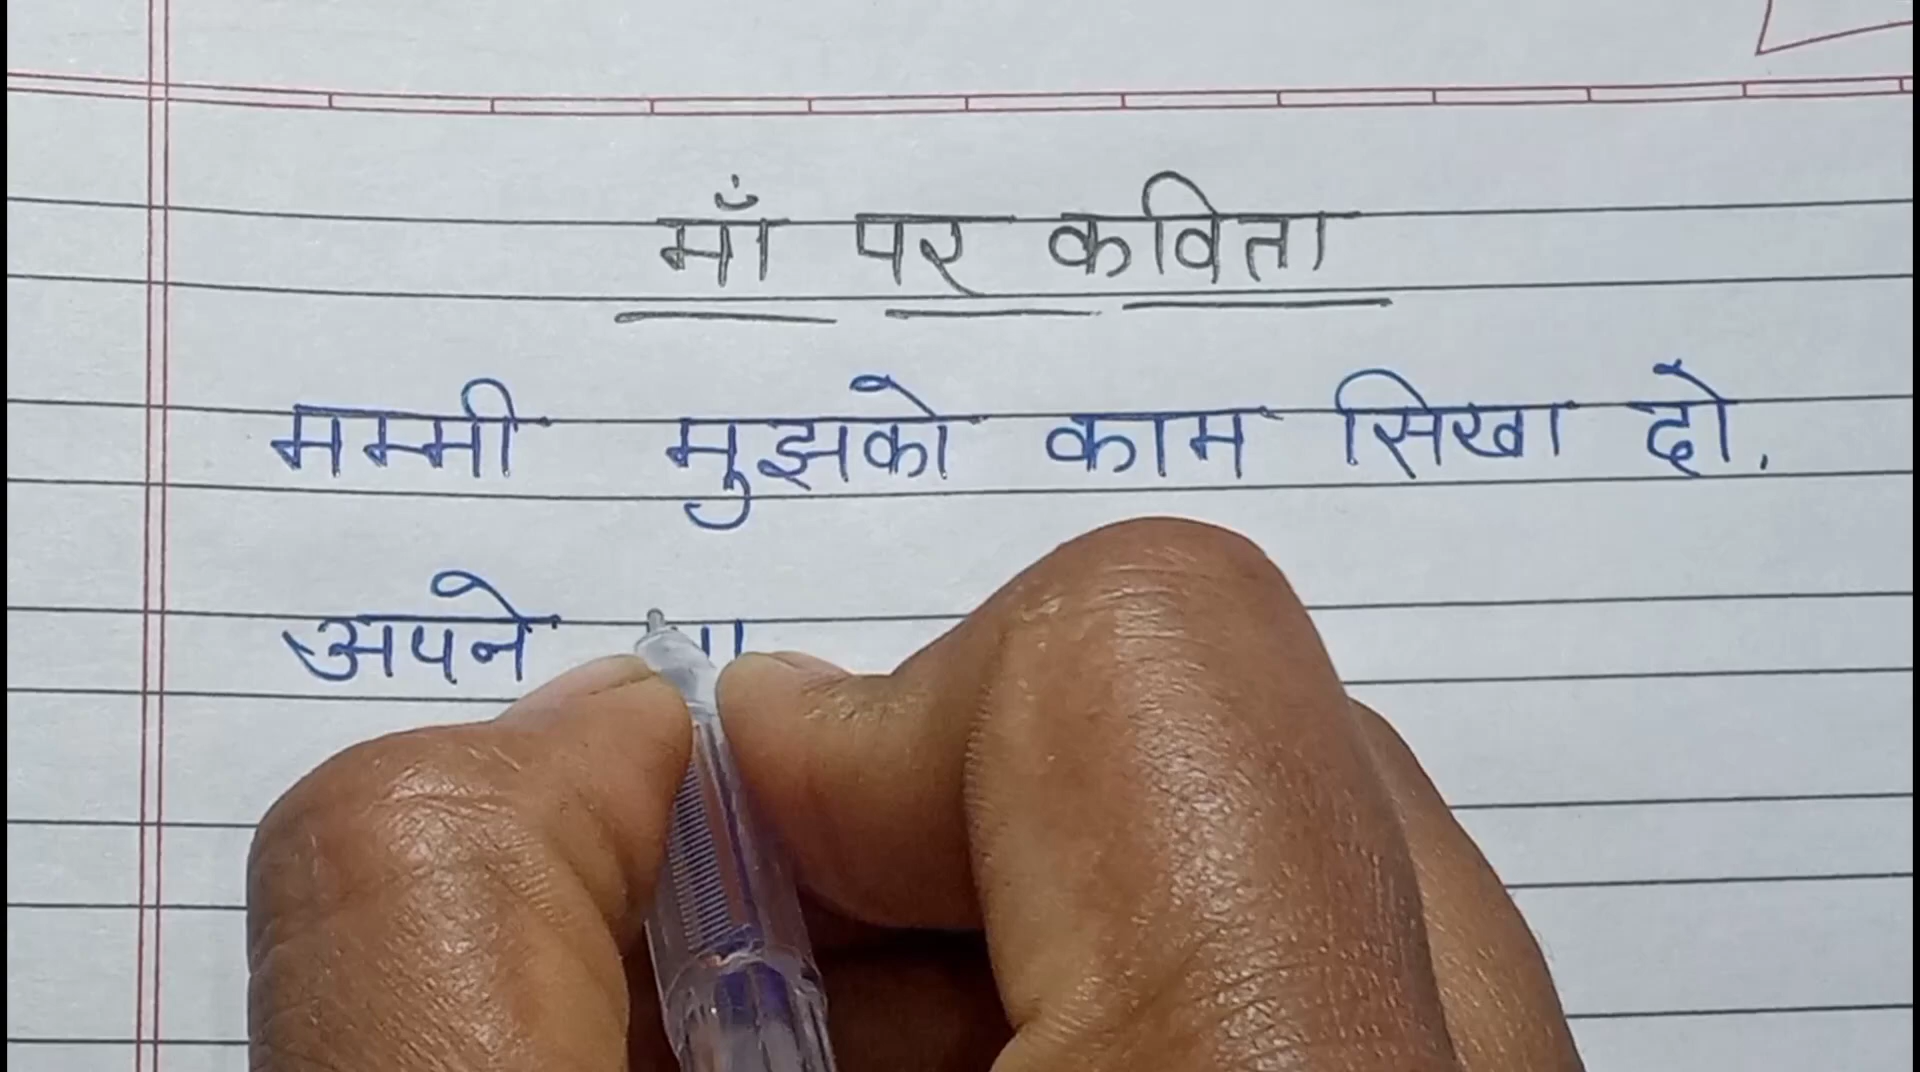 माँ पर कविता
मम्मी मुझको काम सिखा दो.
अपने